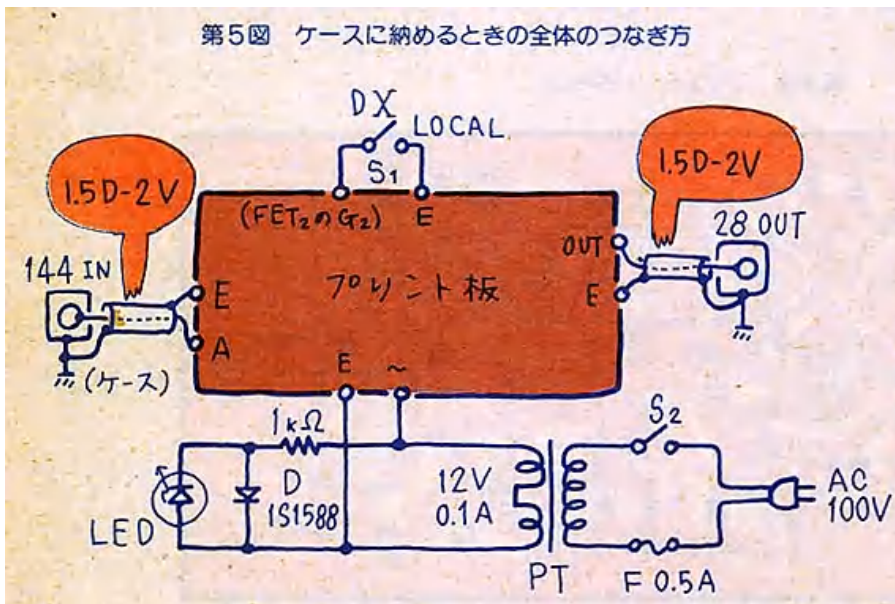 第5図 ケースに納めるときの全体のつなぎ方
DX
LOCAL
S1
1.5D-2V
1.5D-2V
(FET2のG2)
E
28 OUT
OUT
144 IN
プリント板
E
E
A
(ケース)
E
~
1kΩ
S2
D
1S1588
LED
12V
0.1A
AC
100V
PT
F 0.5A